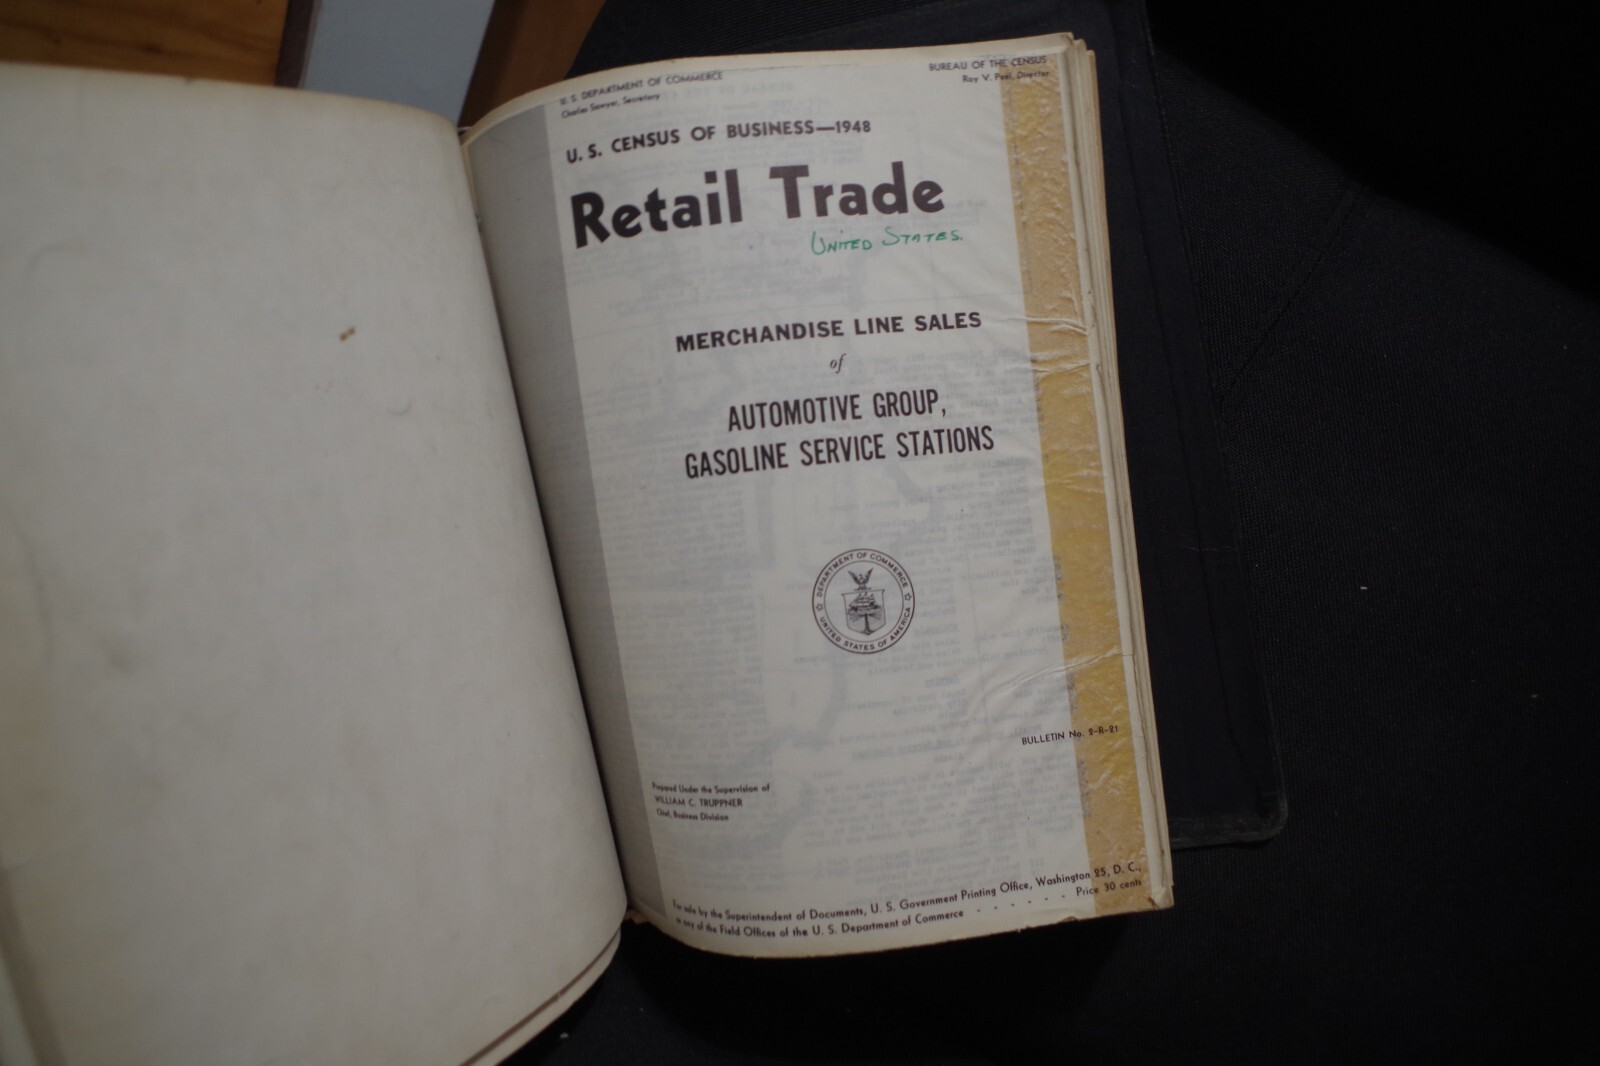 U. S. DEPARTMENT OF COMMERCE
Charles Sawyer, Secretary
BUREAU OF THE CENSUS
Roy V. Peel, Director
U. S. CENSUS OF BUSINESS—1948
Retail Trade
UNITED STATES.
MERCHANDISE LINE SALES
of
AUTOMOTIVE GROUP,
GASOLINE SERVICE STATIONS
DEPARTMENT OF COMMERCE
UNITED STATES OF AMERICA
BULLETIN No. 2-R-21
Prepared Under the Supervision of
WILLIAM C. TRUPPNER
Chief, Business Division
For sale by the Superintendent of Documents, U. S. Government Printing Office, Washington 25, D. C.,
or any of the Field Offices of the U. S. Department of Commerce - - - - - - Price 30 cents